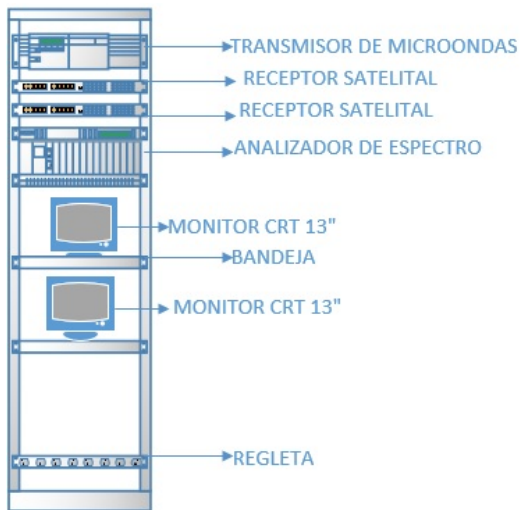 TRANSMISOR DE MICROONDAS
RECEPTOR SATELITAL
RECEPTOR SATELITAL
ANALIZADOR DE ESPECTRO
MONITOR CRT 13"
BANDEJA
MONITOR CRT 13"
REGLETA